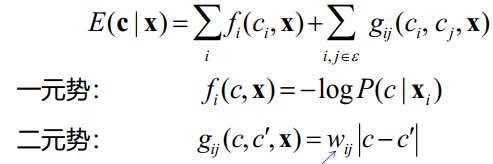 E(c | x) = ∑_i f_i(c_i, x) + ∑_{i,j∈ε} g_ij(c_i, c_j, x)
一元势： f_i(c, x) = −log P(c | x_i)
二元势： g_ij(c, c′, x) = w_ij |c − c′|